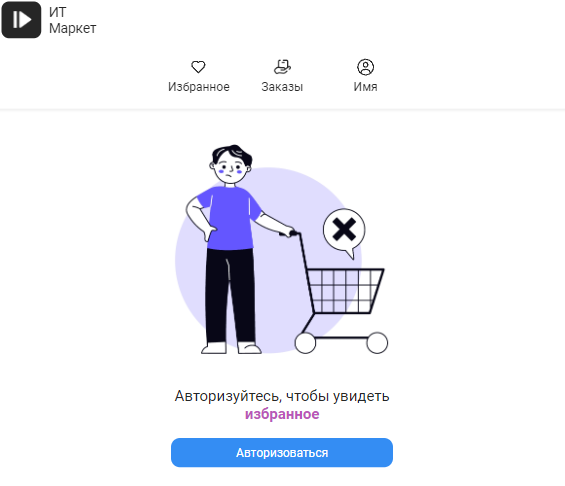 ИТ
Маркет
Избранное Заказы Имя
Авторизуйтесь, чтобы увидеть
избранное
Авторизоваться